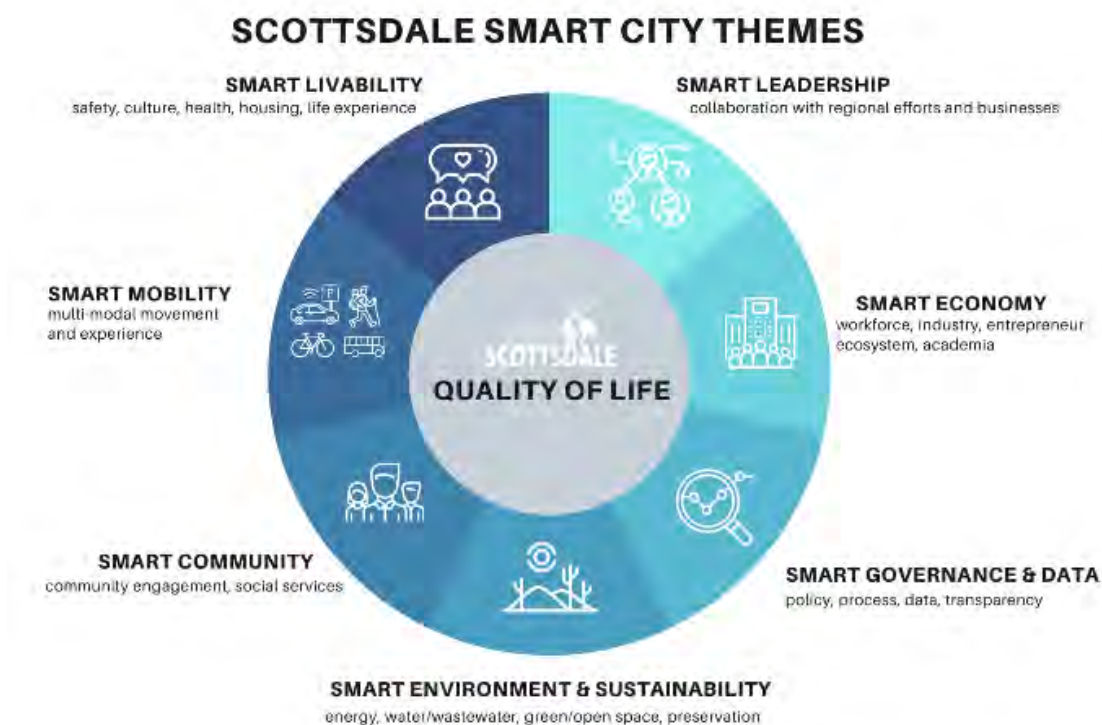 SCOTTSDALE SMART CITY THEMES
SMART LIVABILITY
safety, culture, health, housing, life experience
SMART LEADERSHIP
collaboration with regional efforts and businesses
SMART MOBILITY
multi-modal movement
and experience
P
SMART ECONOMY
workforce, industry, entrepreneur
ecosystem, academia
SCOTTSDALE
QUALITY OF LIFE
SMART COMMUNITY
community engagement, social services
SMART GOVERNANCE & DATA
policy, process, data, transparency
SMART ENVIRONMENT & SUSTAINABILITY
energy, water/wastewater, green/open space, preservation